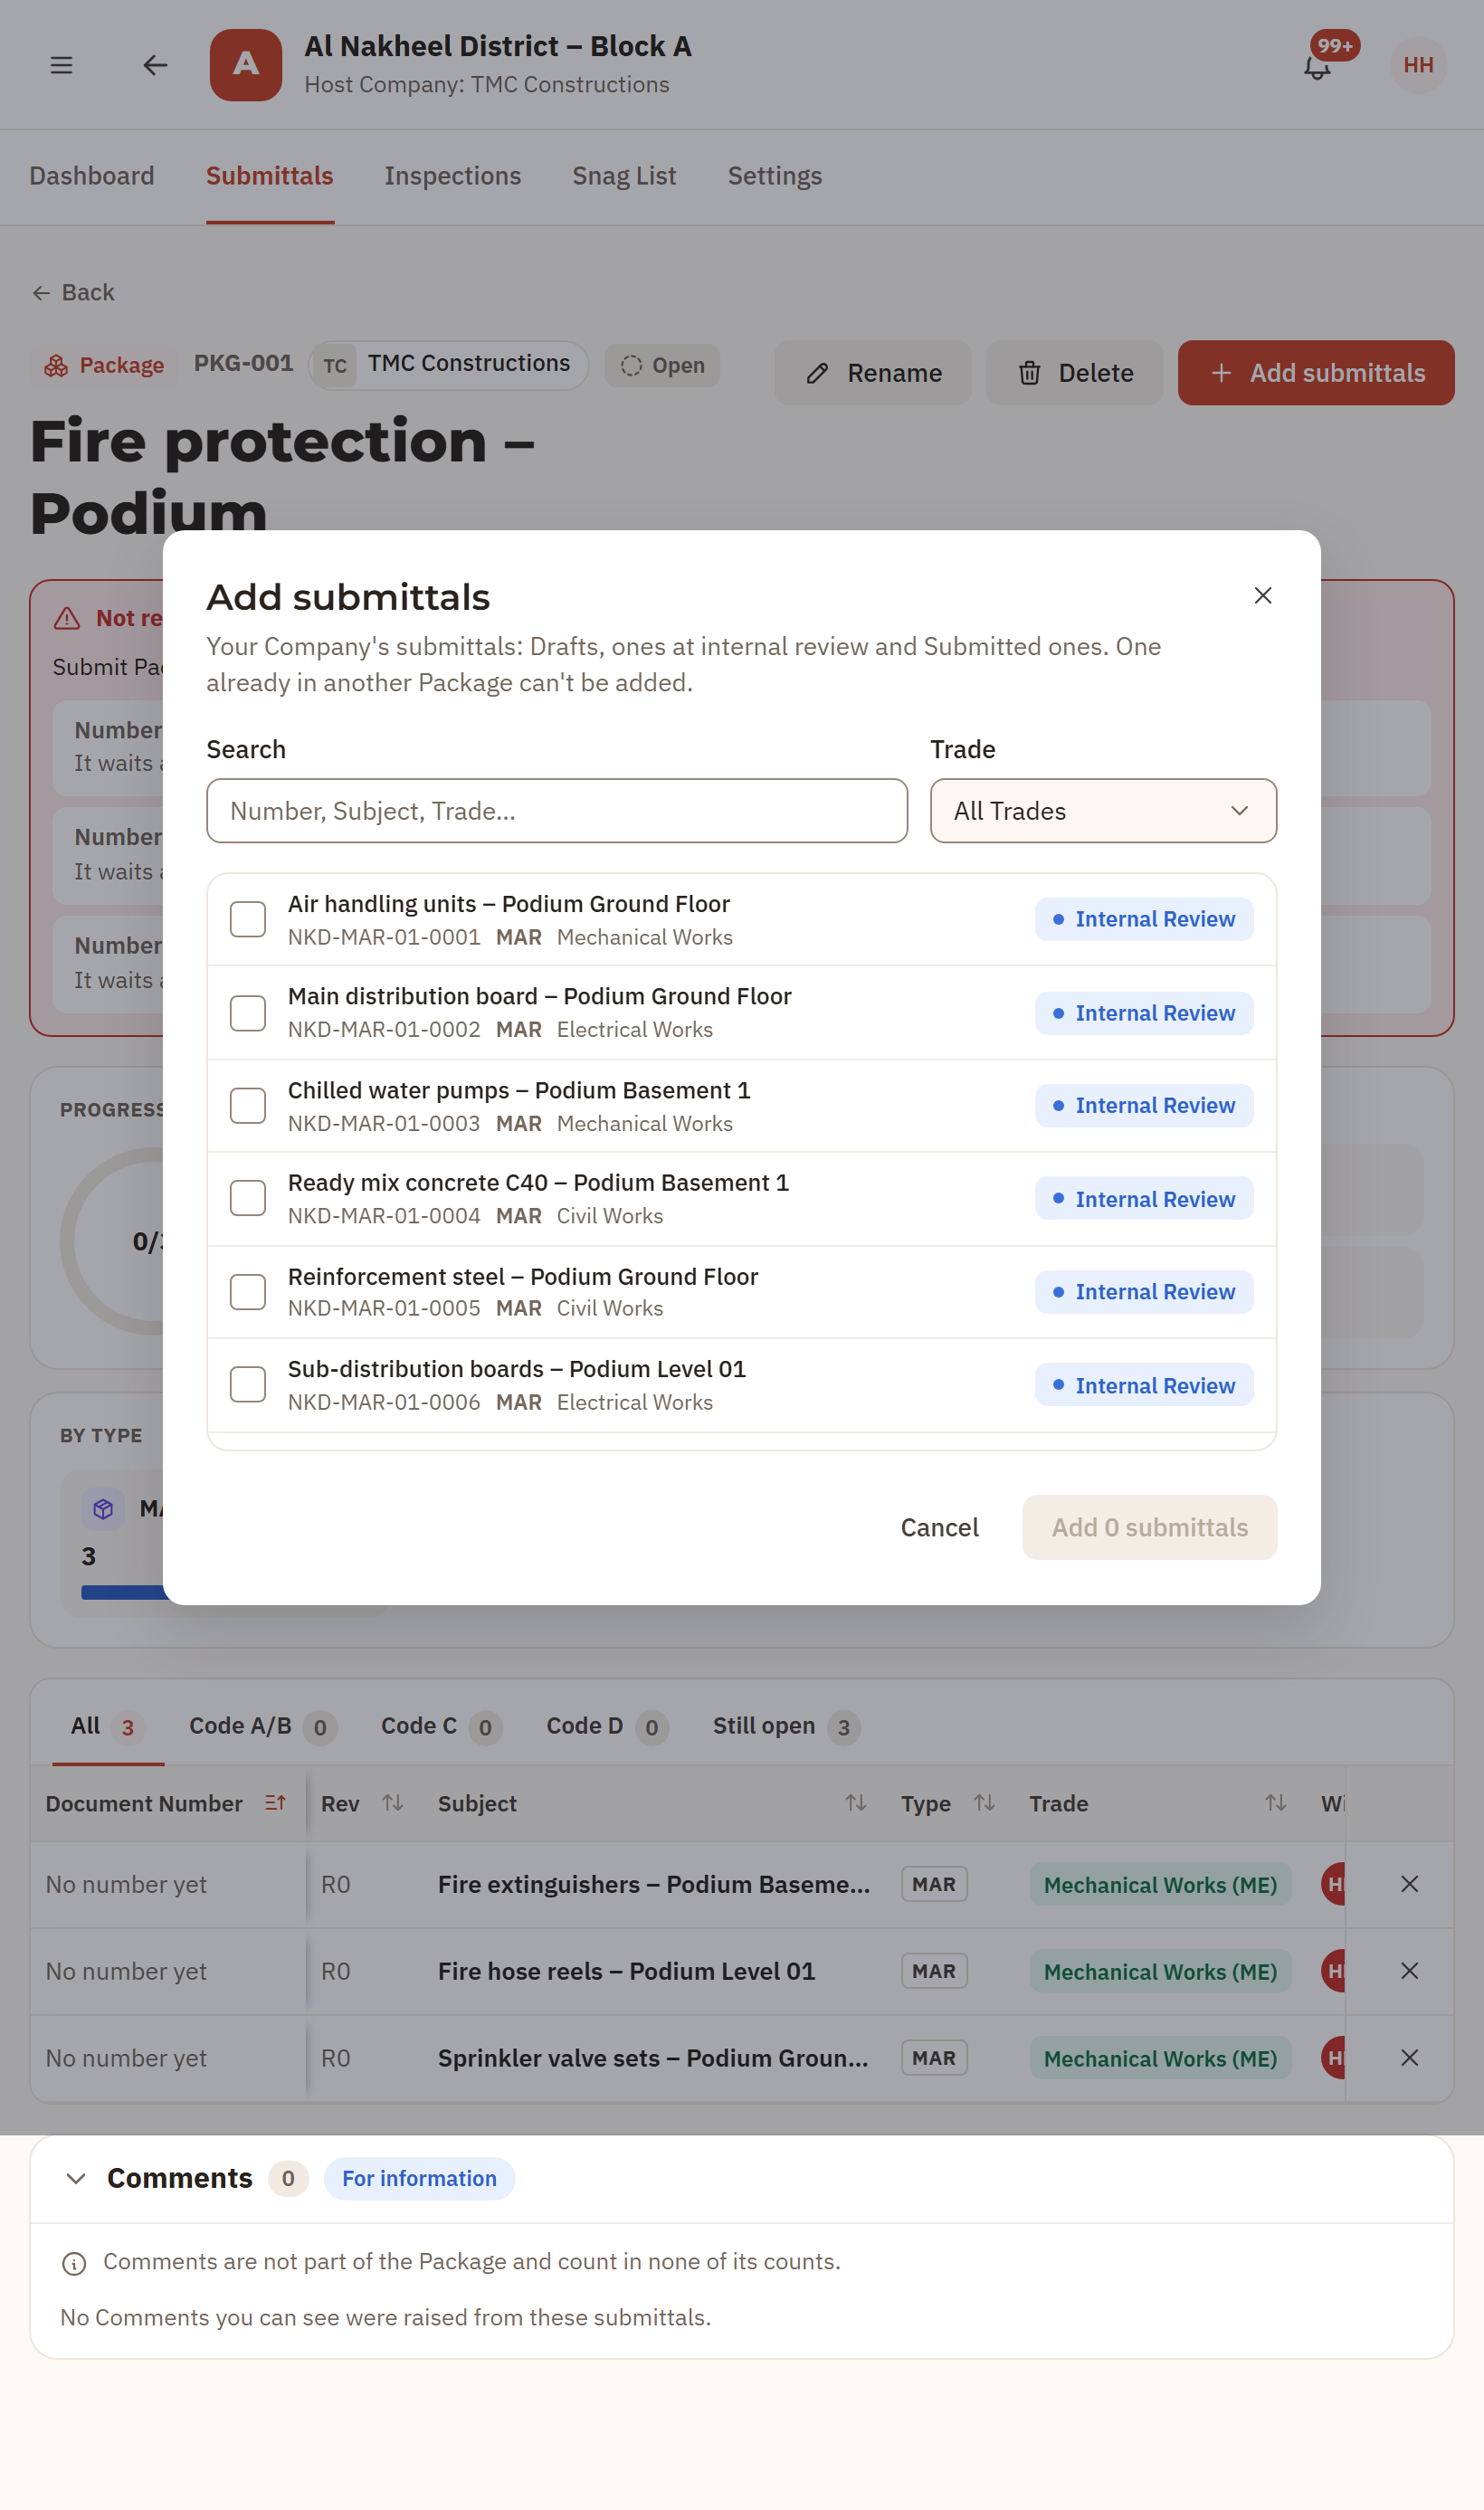 A
Al Nakheel District – Block A
Host Company: TMC Constructions
99+
HH
Dashboard
Submittals
Inspections
Snag List
Settings
Back
Package
PKG-001
TC
TMC Constructions
Open
Rename
Delete
Add submittals
Fire protection –
Podium
Not re
Submit Pac
Number
It waits a
Number
It waits a
Number
It waits a
PROGRESS
0/3
BY TYPE
MA
3
Add submittals
Your Company's submittals: Drafts, ones at internal review and Submitted ones. One
already in another Package can't be added.
Search
Trade
Number, Subject, Trade...
All Trades
Air handling units – Podium Ground Floor
NKD-MAR-01-0001 MAR Mechanical Works
Internal Review
Main distribution board – Podium Ground Floor
NKD-MAR-01-0002 MAR Electrical Works
Internal Review
Chilled water pumps – Podium Basement 1
NKD-MAR-01-0003 MAR Mechanical Works
Internal Review
Ready mix concrete C40 – Podium Basement 1
NKD-MAR-01-0004 MAR Civil Works
Internal Review
Reinforcement steel – Podium Ground Floor
NKD-MAR-01-0005 MAR Civil Works
Internal Review
Sub-distribution boards – Podium Level 01
NKD-MAR-01-0006 MAR Electrical Works
Internal Review
Cancel
Add 0 submittals
All 3
Code A/B 0
Code C 0
Code D 0
Still open 3
Document Number
Rev
Subject
Type
Trade
Wi
No number yet R0 Fire extinguishers – Podium Baseme... MAR Mechanical Works (ME) H
No number yet R0 Fire hose reels – Podium Level 01 MAR Mechanical Works (ME) H
No number yet R0 Sprinkler valve sets – Podium Groun... MAR Mechanical Works (ME) H
Comments 0 For information
Comments are not part of the Package and count in none of its counts.
No Comments you can see were raised from these submittals.